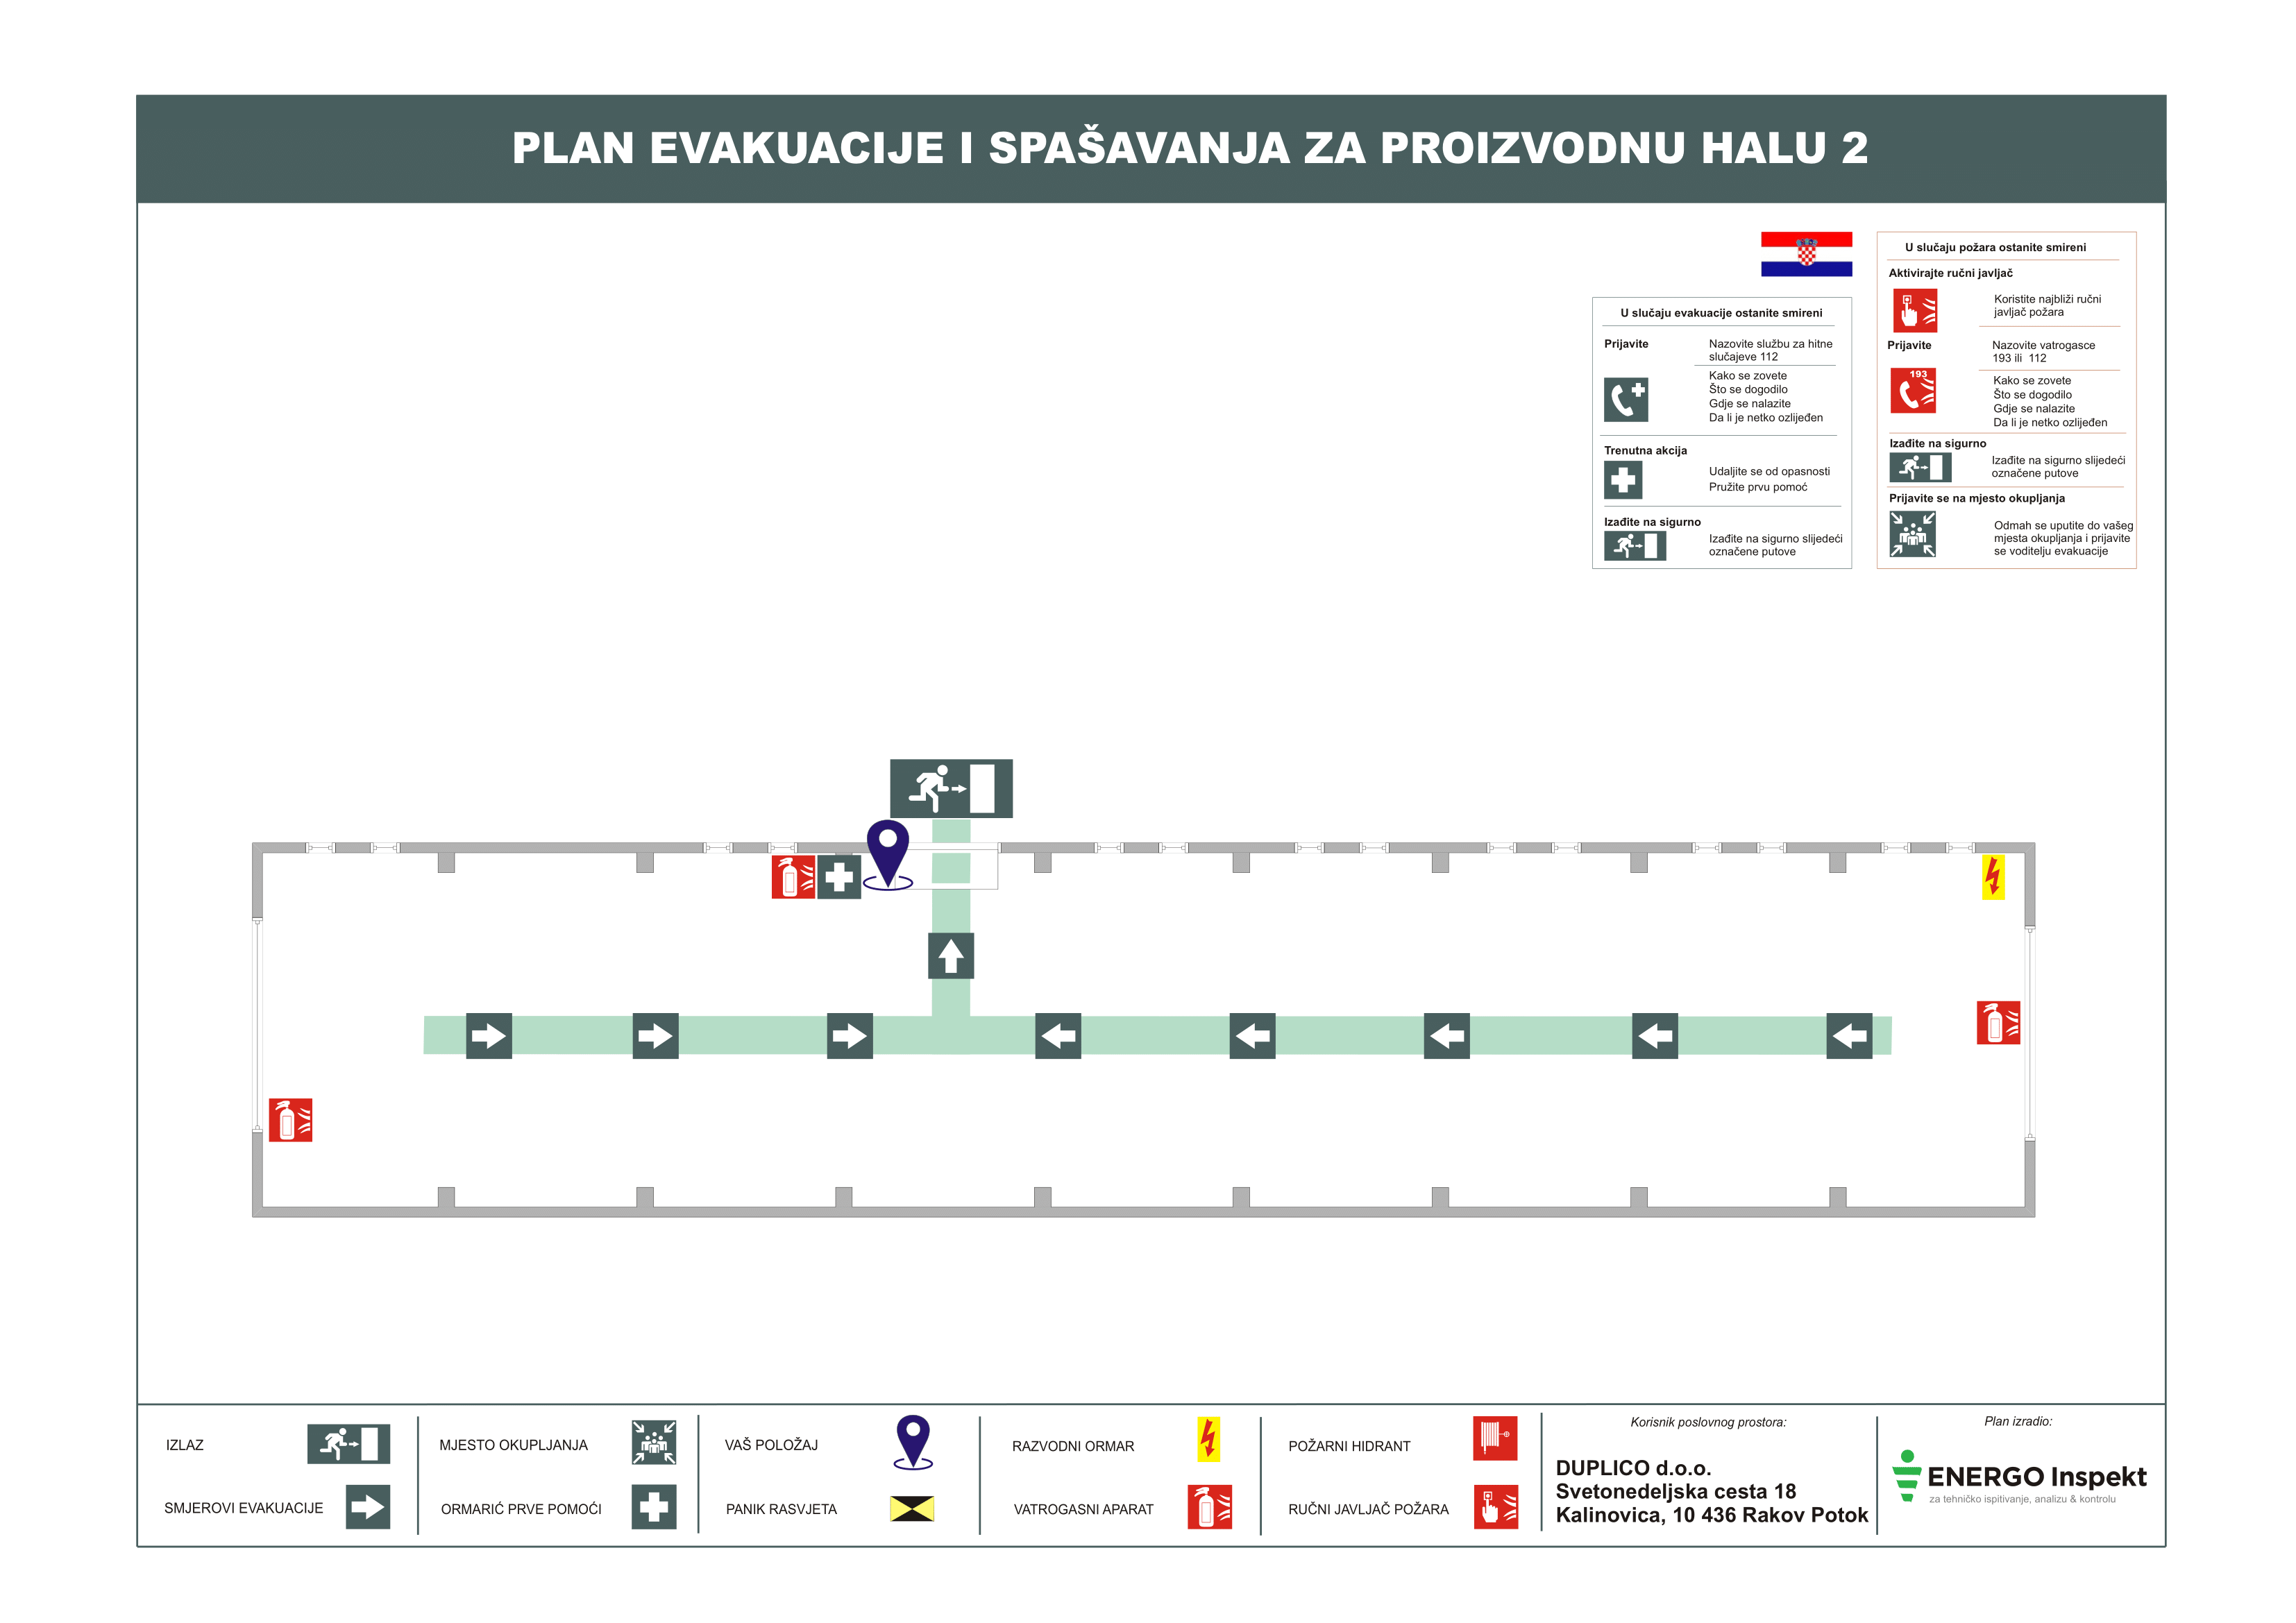 PLAN EVAKUACIJE I SPAŠAVANJA ZA PROIZVODNU HALU 2
U slučaju evakuacije ostanite smireni
Prijavite
Nazovite službu za hitne
slučajeve 112
Kako se zovete
Što se dogodilo
Gdje se nalazite
Da li je netko ozlijeđen
Trenutna akcija
Udaljite se od opasnosti
Pružite prvu pomoć
Izađite na sigurno
Izađite na sigurno slijedeći
označene putove
U slučaju požara ostanite smireni
Aktivirajte ručni javljač
Koristite najbliži ručni
javljač požara
Prijavite
Nazovite vatrogasce
193 ili 112
193
Kako se zovete
Što se dogodilo
Gdje se nalazite
Da li je netko ozlijeđen
Izađite na sigurno
Izađite na sigurno slijedeći
označene putove
Prijavite se na mjesto okupljanja
Odmah se uputite do vašeg
mjesta okupljanja i prijavite
se voditelju evakuacije
IZLAZ
SMJEROVI EVAKUACIJE
MJESTO OKUPLJANJA
ORMARIĆ PRVE POMOĆI
VAŠ POLOŽAJ
PANIK RASVJETA
RAZVODNI ORMAR
VATROGASNI APARAT
POŽARNI HIDRANT
RUČNI JAVLJAČ POŽARA
Korisnik poslovnog prostora:
DUPLICO d.o.o.
Svetonedeljska cesta 18
Kalinovica, 10 436 Rakov Potok
Plan izradio:
ENERGO Inspekt
za tehničko ispitivanje, analizu & kontrolu